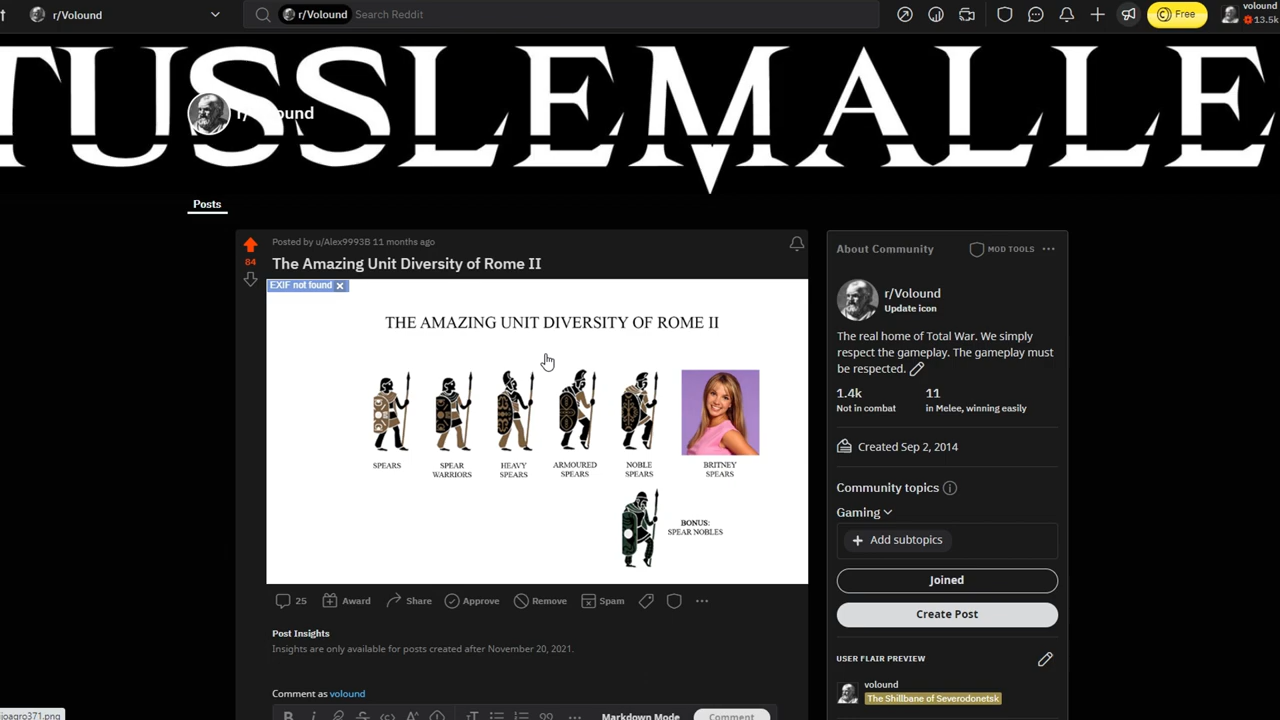 r/Volound
r/Volound Search Reddit
Free
volound
13.5k
TUSSLEMALLE
r/Volound
Posts
Posted by u/Alex9993B 11 months ago
84
The Amazing Unit Diversity of Rome II
EXIF not found
THE AMAZING UNIT DIVERSITY OF ROME II
SPEARS
SPEAR WARRIORS
HEAVY SPEARS
ARMOURED SPEARS
NOBLE SPEARS
BRITNEY SPEARS
BONUS:
SPEAR NOBLES
25 Award Share Approve Remove Spam
Post Insights
Insights are only available for posts created after November 20, 2021.
Comment as volound
Markdown Mode Comment
About Community MOD TOOLS
r/Volound
Update icon
The real home of Total War. We simply
respect the gameplay. The gameplay must
be respected.
1.4k 11
Not in combat in Melee, winning easily
Created Sep 2, 2014
Community topics
Gaming
Add subtopics
Joined
Create Post
USER FLAIR PREVIEW
volound
The Shillbane of Severodonetsk